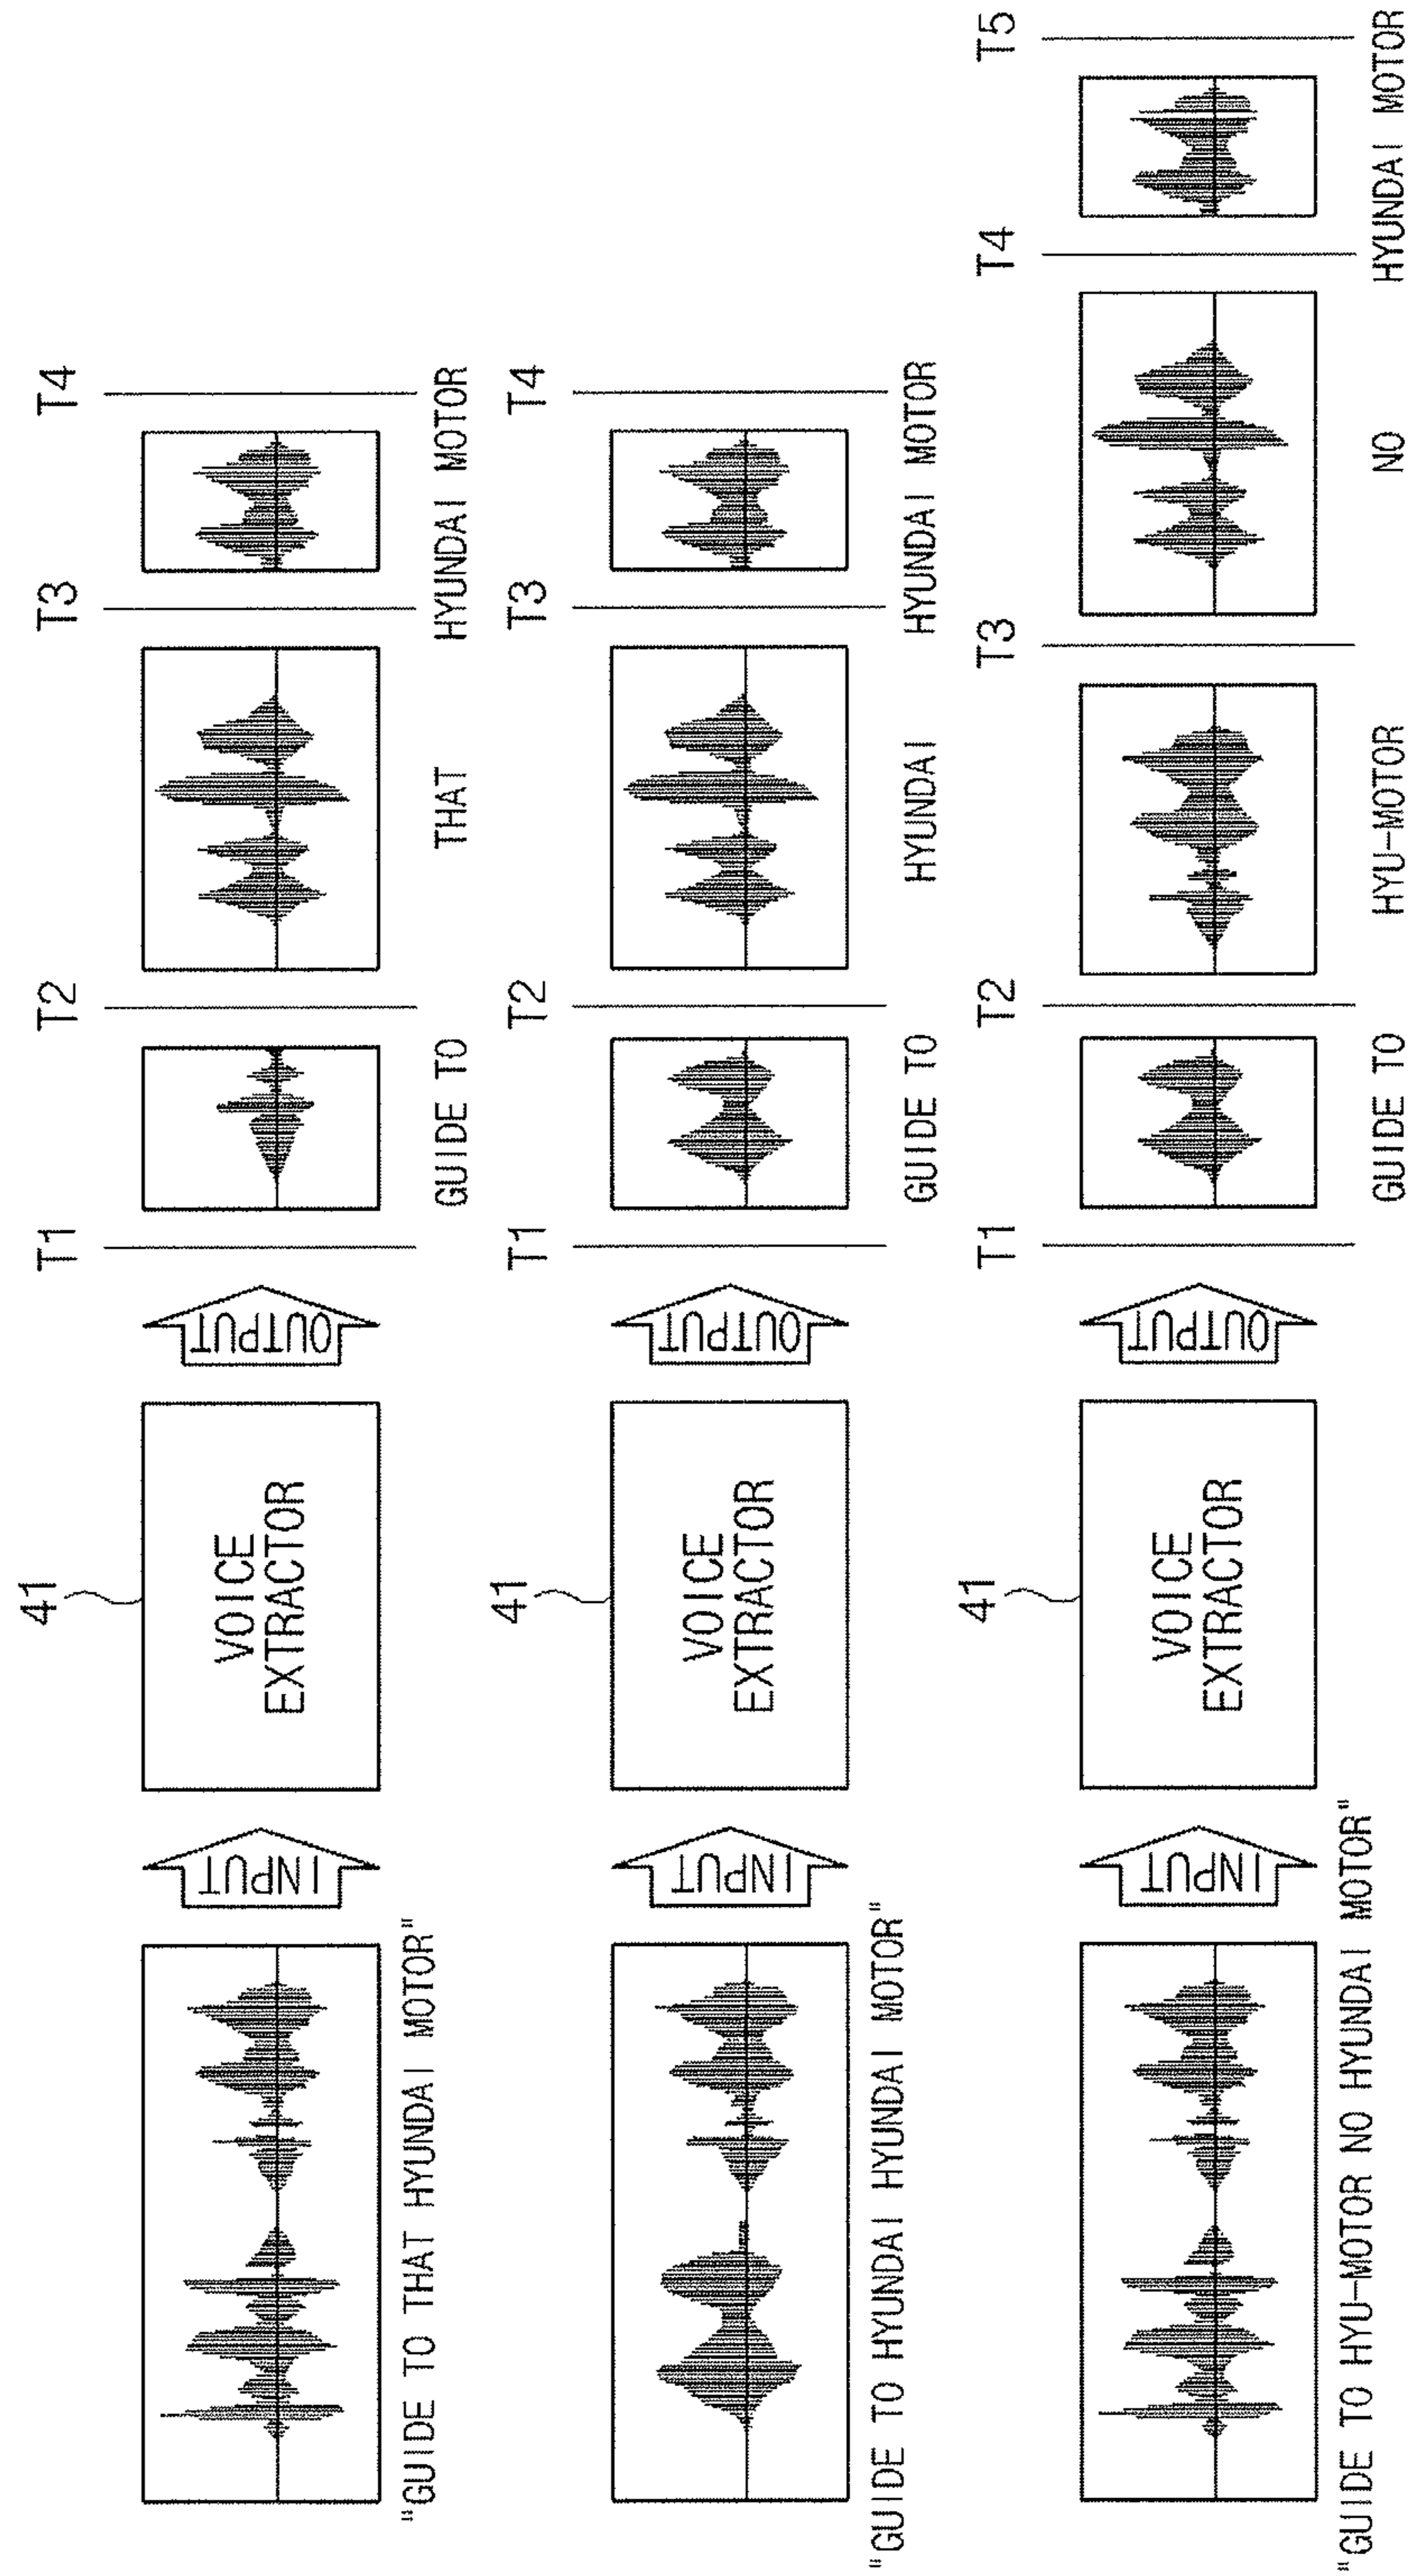 41
T1
T2
T3
T4
INPUT
VOICE
EXTRACTOR
OUTPUT
"GUIDE TO THAT HYUNDAI MOTOR"
GUIDE TO
THAT
HYUNDAI MOTOR
41
T1
T2
T3
T4
INPUT
VOICE
EXTRACTOR
OUTPUT
"GUIDE TO HYUNDAI HYUNDAI MOTOR"
GUIDE TO
HYUNDAI
HYUNDAI MOTOR
41
T1
T2
T3
T4
T5
INPUT
VOICE
EXTRACTOR
OUTPUT
"GUIDE TO HYU-MOTOR NO HYUNDAI MOTOR"
GUIDE TO
HYU-MOTOR
NO
HYUNDAI MOTOR